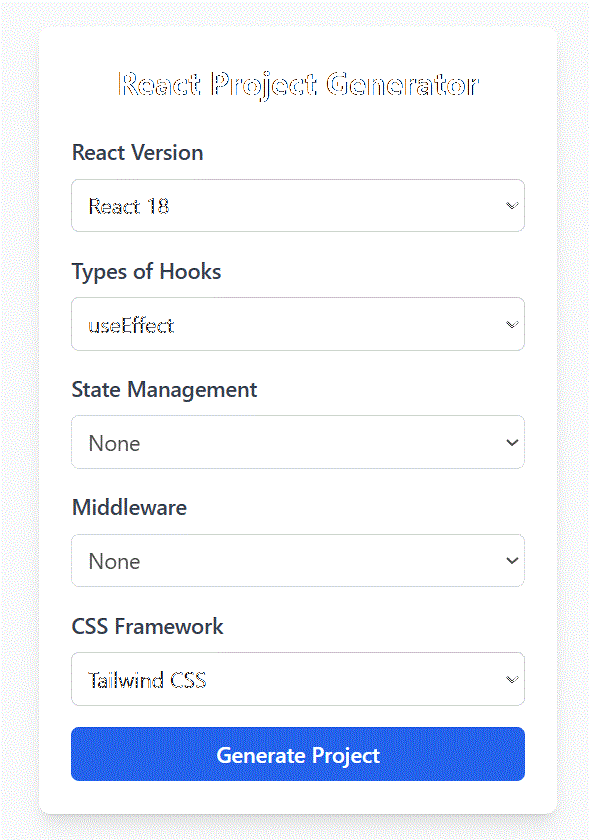 React Project Generator
React Version
React 18
Types of Hooks
useEffect
State Management
None
Middleware
None
CSS Framework
Tailwind CSS
Generate Project